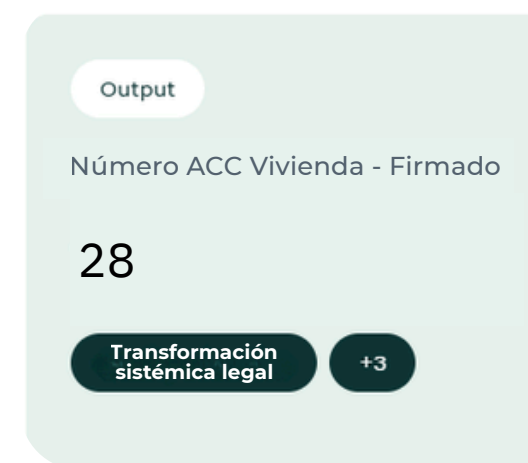 Output
Número ACC Vivienda - Firmado
28
Transformación
sistémica legal
+3